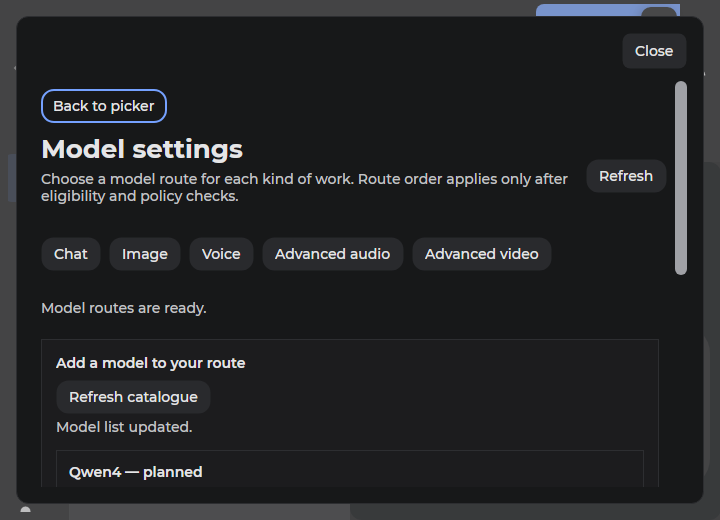 Close
Back to picker
Model settings
Choose a model route for each kind of work. Route order applies only after
eligibility and policy checks.
Refresh
Chat
Image
Voice
Advanced audio
Advanced video
Model routes are ready.
Add a model to your route
Refresh catalogue
Model list updated.
Qwen4 — planned